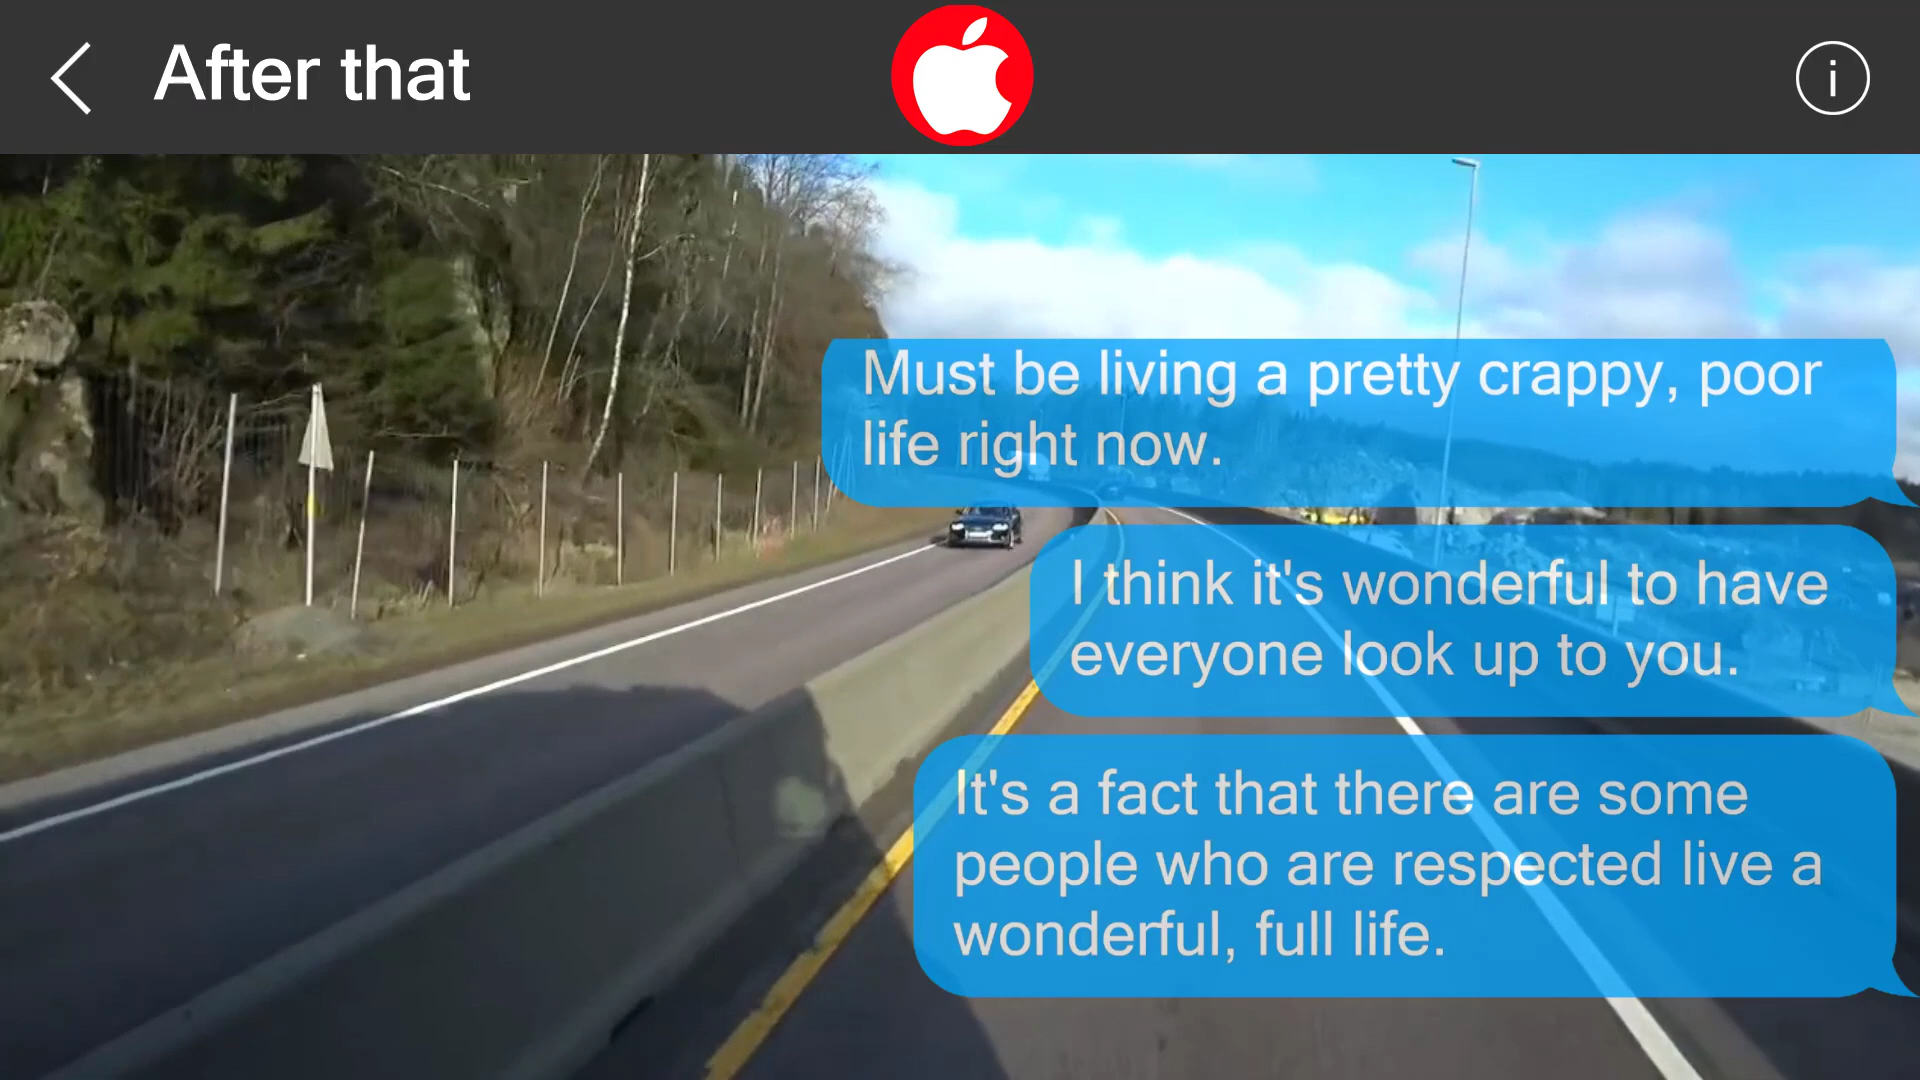 After that
Must be living a pretty crappy, poor
life right now.
I think it's wonderful to have
everyone look up to you.
It's a fact that there are some
people who are respected live a
wonderful, full life.